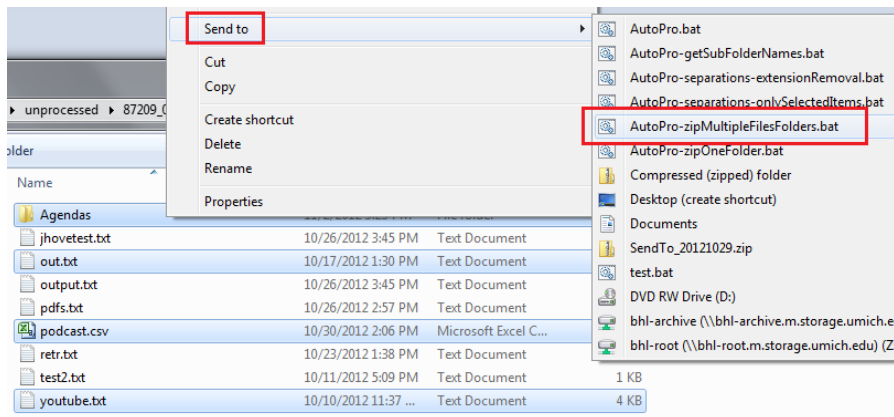 Send to
Cut
Copy
Create shortcut
Delete
Rename
Properties
AutoPro.bat
AutoPro-getSubFolderNames.bat
AutoPro-separations-extensionRemoval.bat
AutoPro-separations-onlySelectedItems.bat
AutoPro-zipMultipleFilesFolders.bat
AutoPro-zipOneFolder.bat
Compressed (zipped) folder
Desktop (create shortcut)
Documents
SendTo_20121029.zip
test.bat
DVD RW Drive (D:)
bhl-archive (\\bhl-archive.m.storage.umich.e
bhl-root (\\bhl-root.m.storage.umich.edu) (Z
unprocessed 87209_
older
Name
Agendas File folder
jhovetest.txt 10/26/2012 3:45 PM Text Document
out.txt 10/17/2012 1:30 PM Text Document
output.txt 10/26/2012 3:45 PM Text Document
pdfs.txt 10/26/2012 2:57 PM Text Document
podcast.csv 10/30/2012 2:06 PM Microsoft Excel C...
retr.txt 10/23/2012 1:38 PM Text Document
test2.txt 10/11/2012 5:09 PM Text Document 1 KB
youtube.txt 10/10/2012 11:37 ... Text Document 4 KB